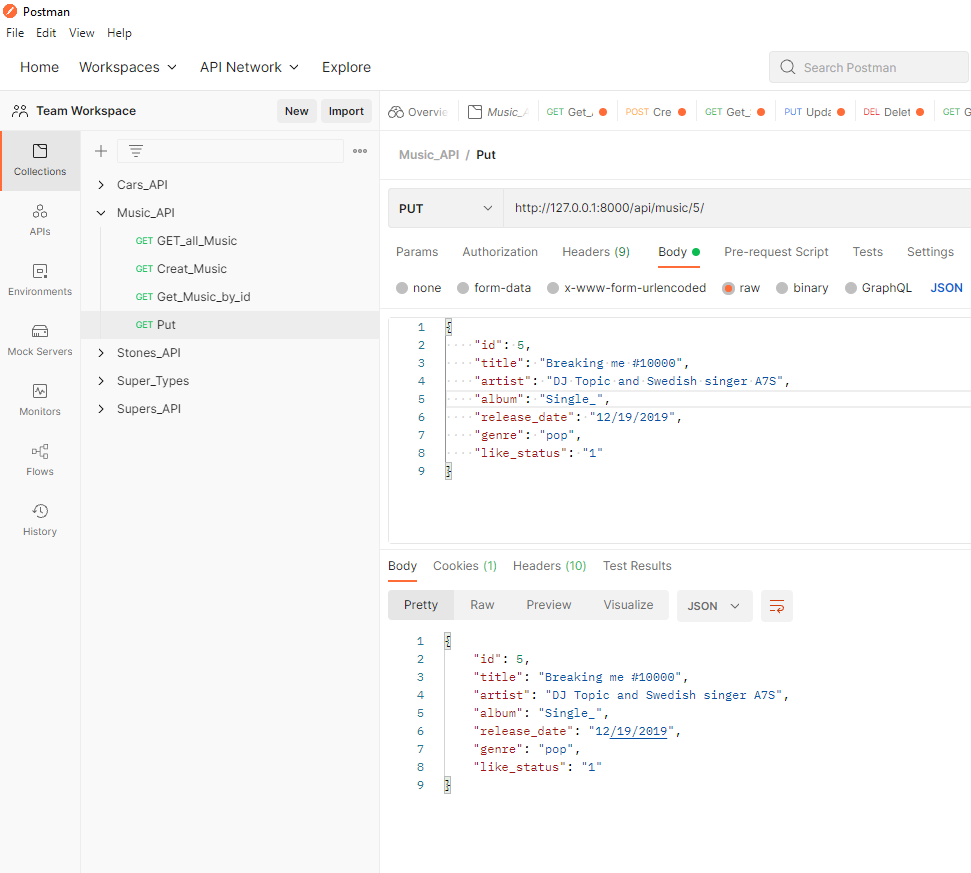 Postman
File Edit View Help
Home Workspaces API Network Explore Search Postman
Team Workspace New Import
Overvie Music_A GET Get_ POST Cre GET Get_ PUT Upda DEL Delet GET G
Collections
APIs
Environments
Mock Servers
Monitors
Flows
History
Cars_API
Music_API
GET GET_all_Music
GET Creat_Music
GET Get_Music_by_id
GET Put
Stones_API
Super_Types
Supers_API
Music_API / Put
PUT http://127.0.0.1:8000/api/music/5/
Params Authorization Headers (9) Body Pre-request Script Tests Settings
none form-data x-www-form-urlencoded raw binary GraphQL JSON
1 {
2 "id": 5,
3 "title": "Breaking me #10000",
4 "artist": "DJ Topic and Swedish singer A7S",
5 "album": "Single_",
6 "release_date": "12/19/2019",
7 "genre": "pop",
8 "like_status": "1"
9 }
Body Cookies (1) Headers (10) Test Results
Pretty Raw Preview Visualize JSON
1 {
2 "id": 5,
3 "title": "Breaking me #10000",
4 "artist": "DJ Topic and Swedish singer A7S",
5 "album": "Single_",
6 "release_date": "12/19/2019",
7 "genre": "pop",
8 "like_status": "1"
9 }